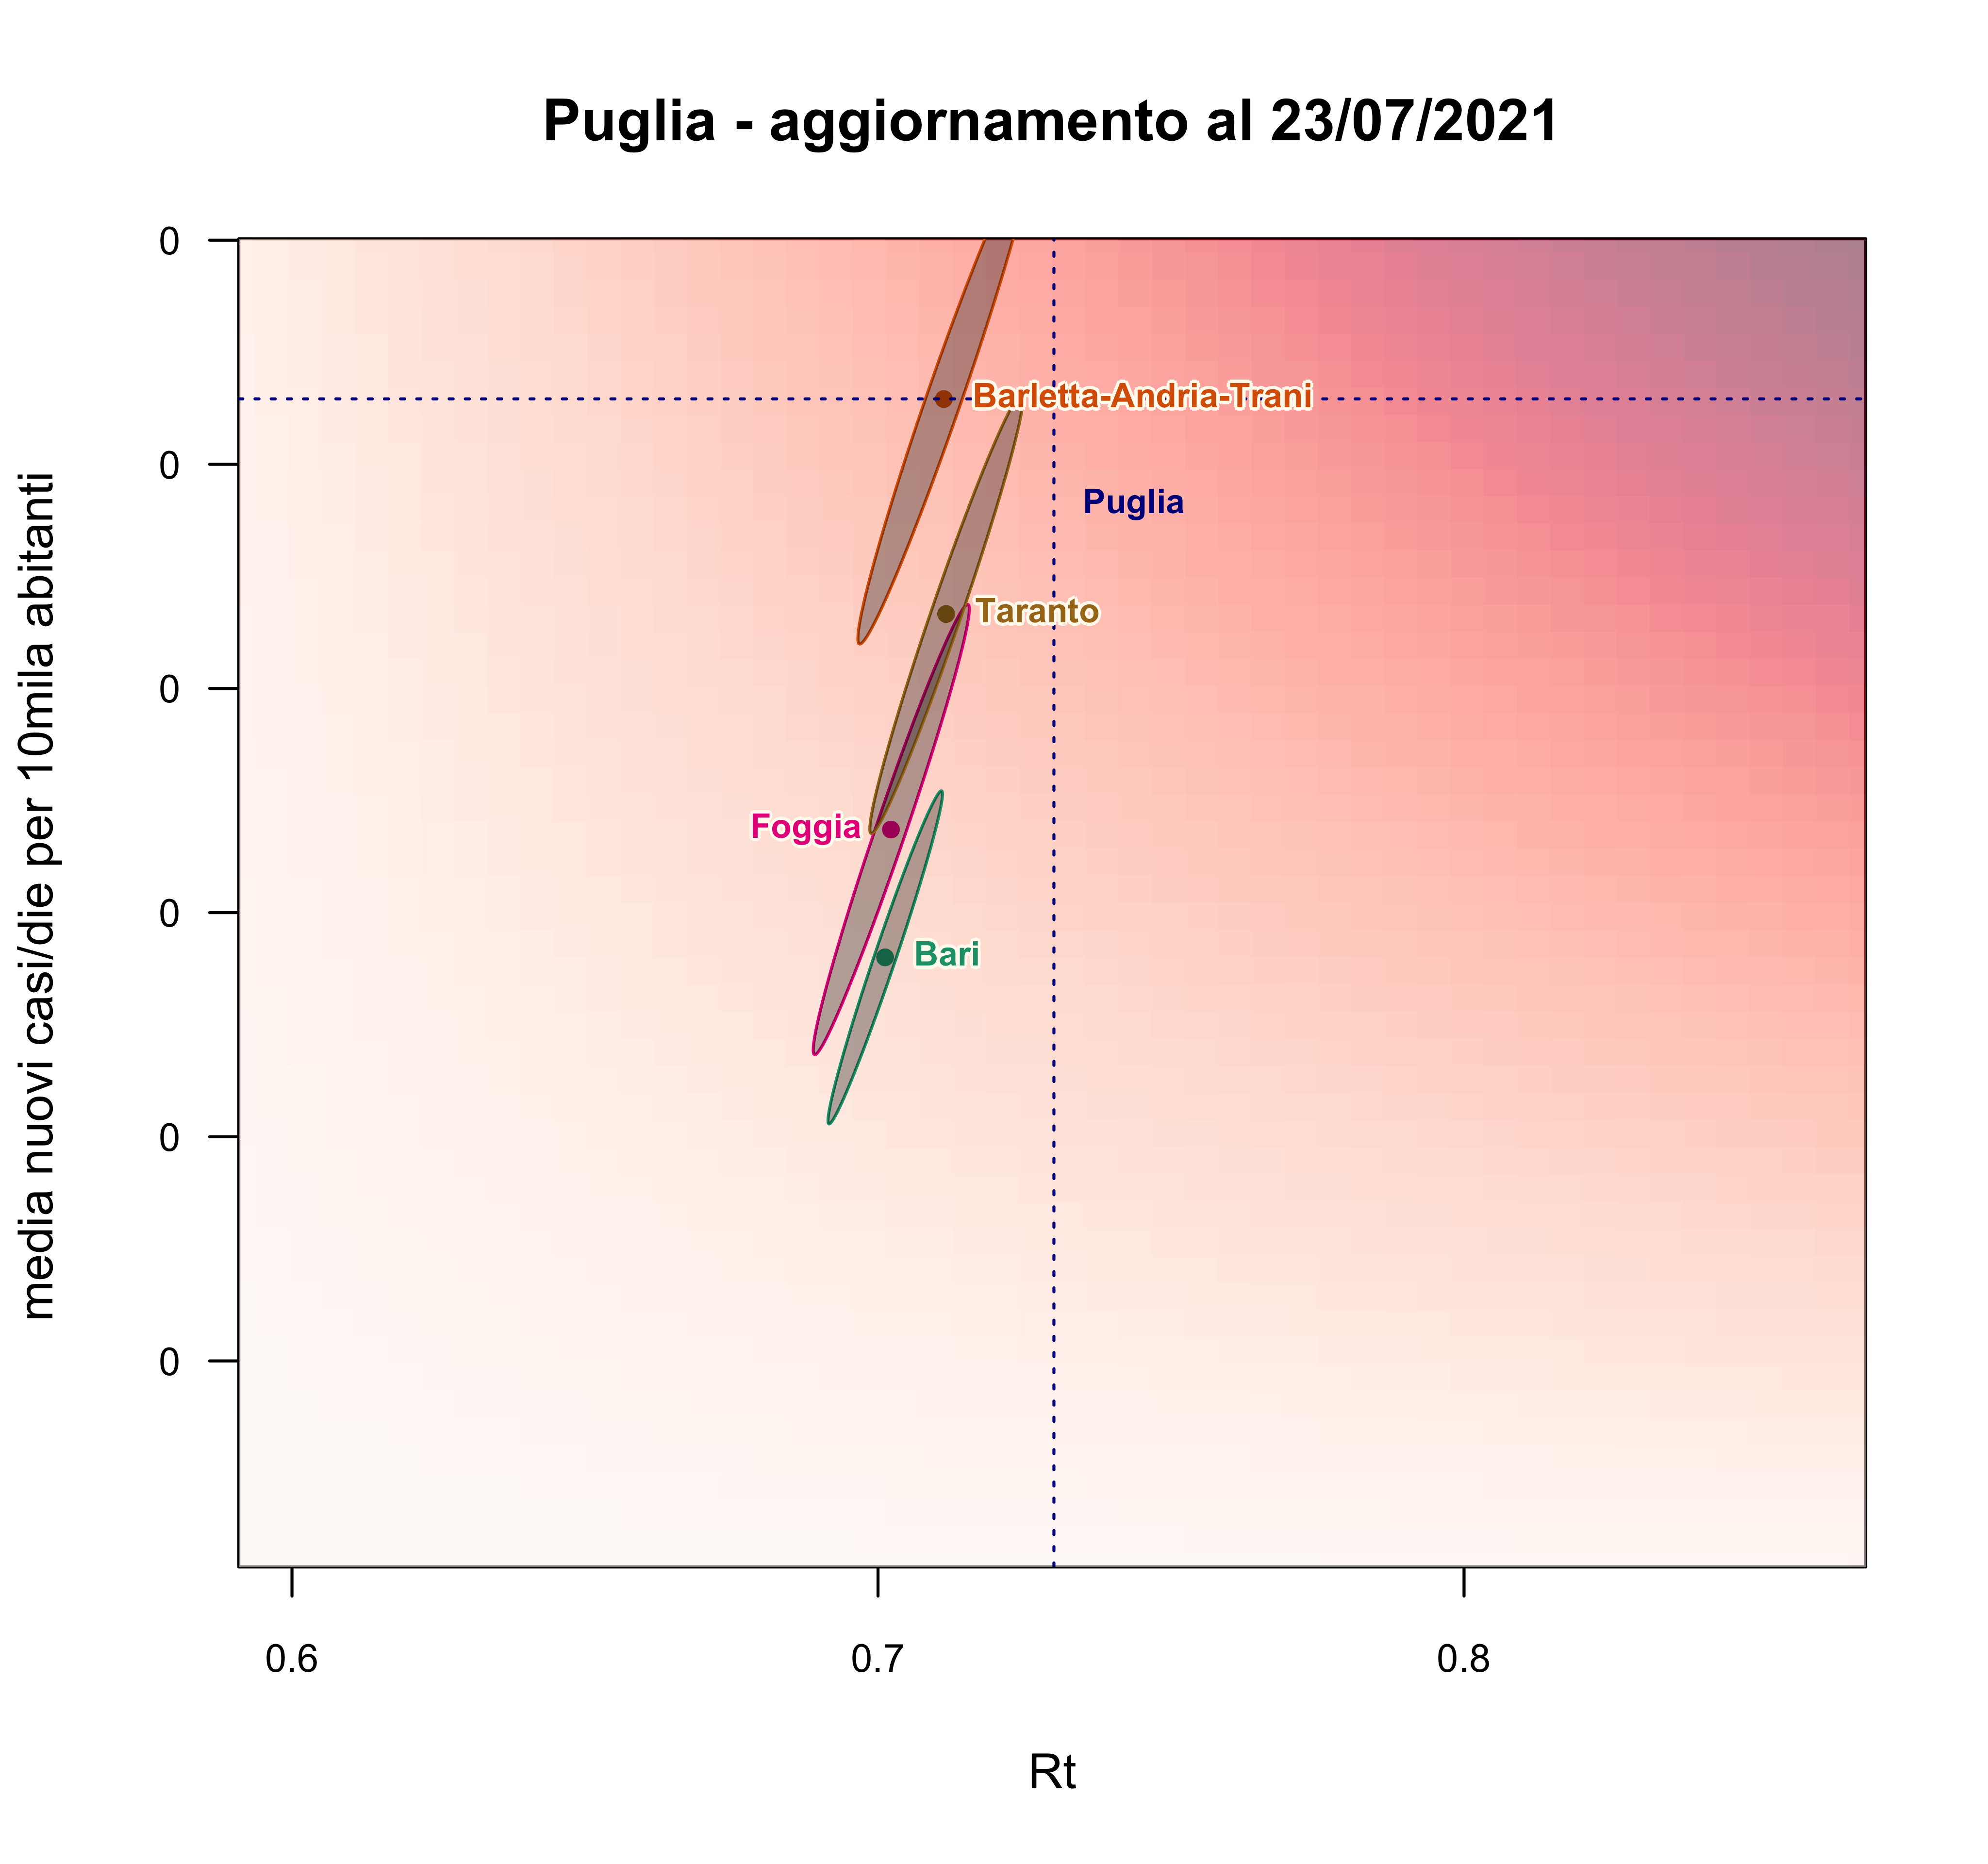 Puglia - aggiornamento al 23/07/2021
media nuovi casi/die per 10mila abitanti
0
0
0
0
0
0
Barletta-Andria-Trani
Puglia
Taranto
Foggia
Bari
0.6
0.7
0.8
Rt